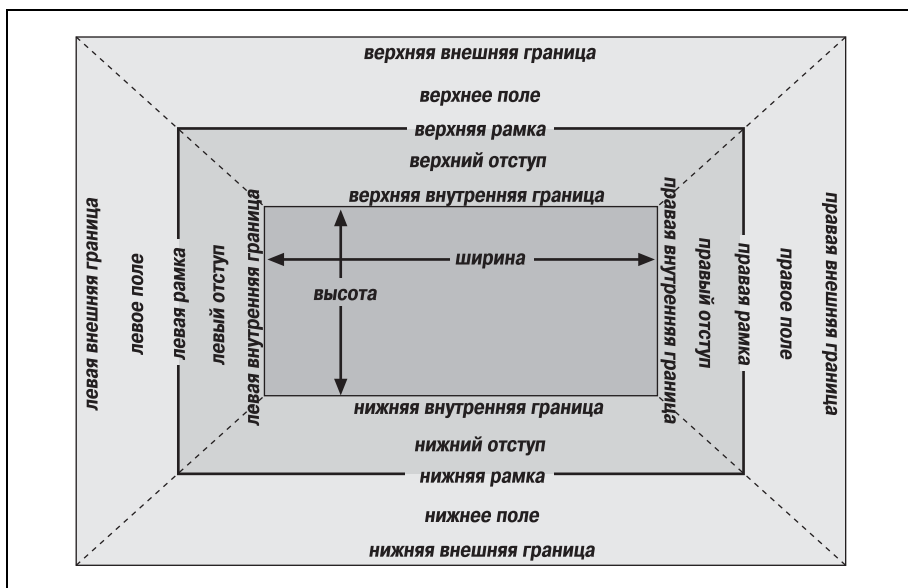 верхняя внешняя граница
верхнее поле
верхняя рамка
верхний отступ
верхняя внутренняя граница
левая внешняя граница
левое поле
левая рамка
левый отступ
левая внутренняя граница
ширина
высота
правая внутренняя граница
правый отступ
правая рамка
правое поле
правая внешняя граница
нижняя внутренняя граница
нижний отступ
нижняя рамка
нижнее поле
нижняя внешняя граница